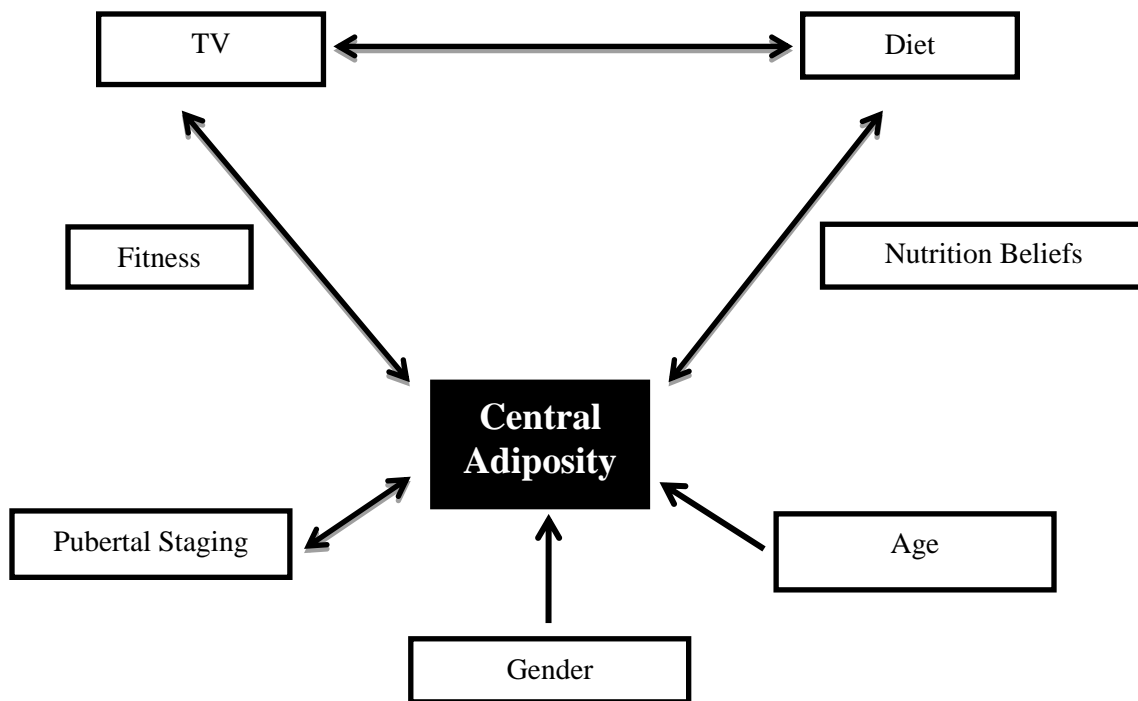 TV
Diet
Fitness
Nutrition Beliefs
Central
Adiposity
Pubertal Staging
Age
Gender